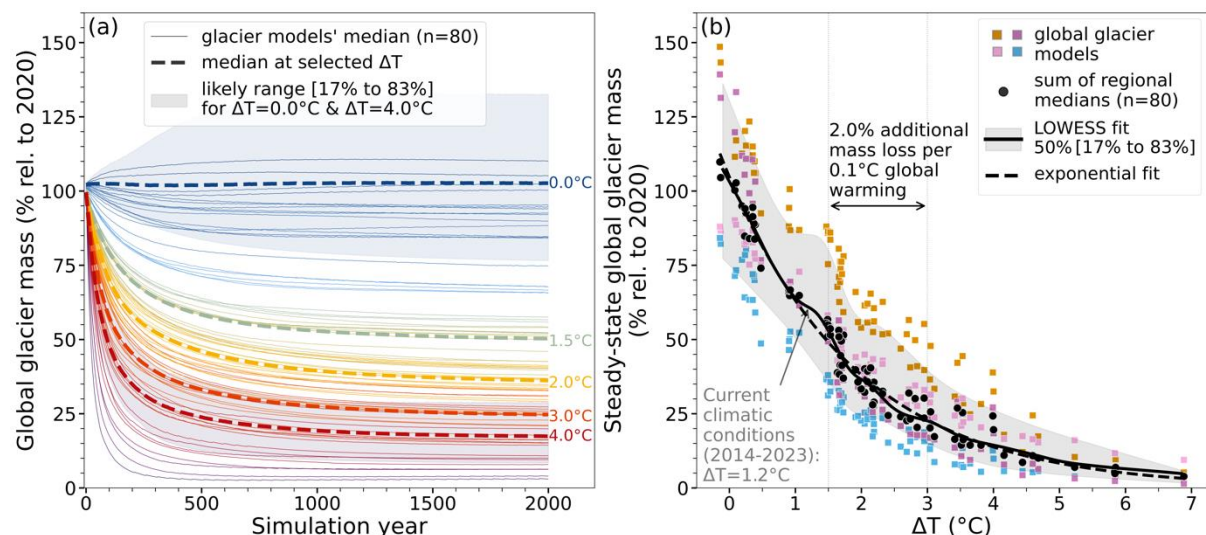 (a)
glacier models' median (n=80)
median at selected ΔT
likely range [17% to 83%]
for ΔT=0.0°C & ΔT=4.0°C
Global glacier mass (% rel. to 2020)
150
125
100
75
50
25
0
0.0°C
1.5°C
2.0°C
3.0°C
4.0°C
0
500
1000
1500
2000
Simulation year
(b)
global glacier
models
sum of regional
medians (n=80)
LOWESS fit
50% [17% to 83%]
exponential fit
2.0% additional
mass loss per
0.1°C global
warming
Current
climatic
conditions
(2014-2023):
ΔT=1.2°C
Steady-state global glacier mass
(% rel. to 2020)
150
125
100
75
50
25
0
0
1
2
3
4
5
6
7
ΔT (°C)